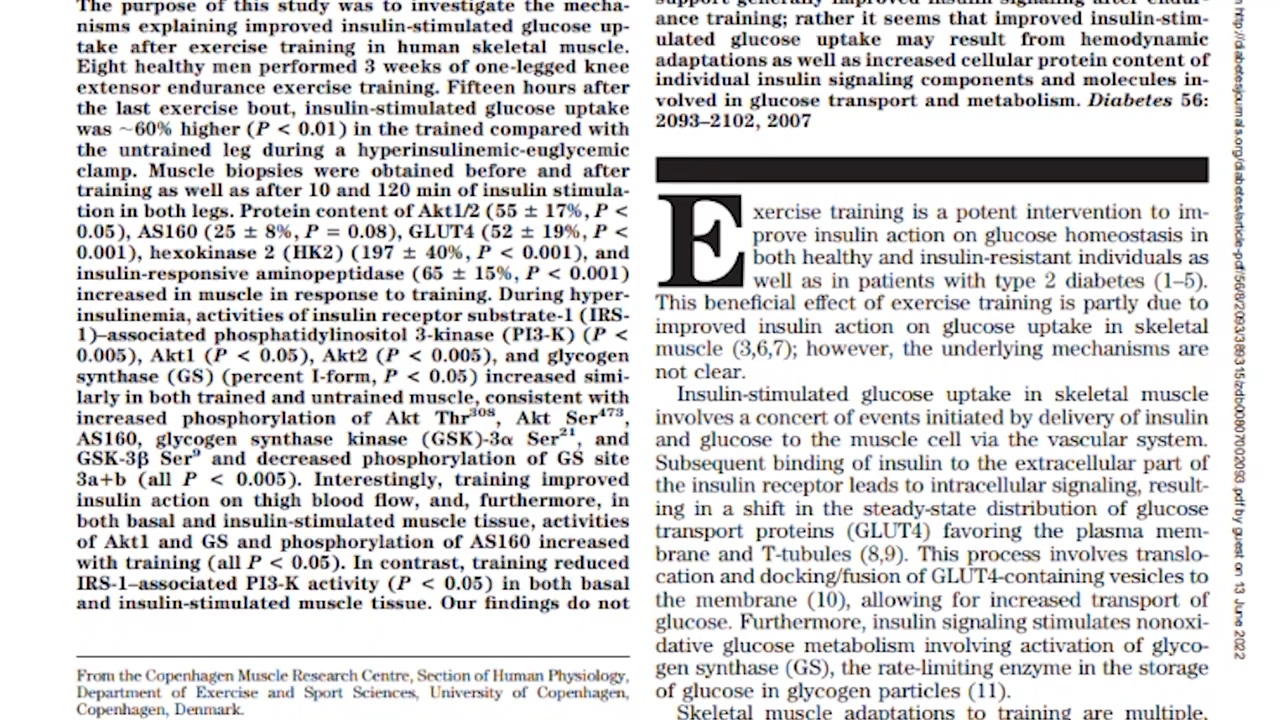 The purpose of this study was to investigate the mecha-
nisms explaining improved insulin-stimulated glucose up-
take after exercise training in human skeletal muscle.
Eight healthy men performed 3 weeks of one-legged knee
extensor endurance exercise training. Fifteen hours after
the last exercise bout, insulin-stimulated glucose uptake
was ~60% higher (P < 0.01) in the trained compared with
the untrained leg during a hyperinsulinemic-euglycemic
clamp. Muscle biopsies were obtained before and after
training as well as after 10 and 120 min of insulin stimula-
tion in both legs. Protein content of Akt1/2 (55 ± 17%, P <
0.05), AS160 (25 ± 8%, P = 0.08), GLUT4 (52 ± 19%, P <
0.001), hexokinase 2 (HK2) (197 ± 40%, P < 0.001), and
insulin-responsive aminopeptidase (65 ± 15%, P < 0.001)
increased in muscle in response to training. During hyper-
insulinemia, activities of insulin receptor substrate-1 (IRS-
1)–associated phosphatidylinositol 3-kinase (PI3-K) (P <
0.005), Akt1 (P < 0.05), Akt2 (P < 0.005), and glycogen
synthase (GS) (percent I-form, P < 0.05) increased simi-
larly in both trained and untrained muscle, consistent with
increased phosphorylation of Akt Thr³⁰⁸, Akt Ser⁴⁷³,
AS160, glycogen synthase kinase (GSK)-3α Ser²¹, and
GSK-3β Ser⁹ and decreased phosphorylation of GS site
3a+b (all P < 0.005). Interestingly, training improved
insulin action on thigh blood flow, and, furthermore, in
both basal and insulin-stimulated muscle tissue, activities
of Akt1 and GS and phosphorylation of AS160 increased
with training (all P < 0.05). In contrast, training reduced
IRS-1–associated PI3-K activity (P < 0.05) in both basal
and insulin-stimulated muscle tissue. Our findings do not
From the Copenhagen Muscle Research Centre, Section of Human Physiology,
Department of Exercise and Sport Sciences, University of Copenhagen,
Copenhagen, Denmark.
support generally improved insulin signaling after endur-
ance training; rather it seems that improved insulin-stim-
ulated glucose uptake may result from hemodynamic
adaptations as well as increased cellular protein content of
individual insulin signaling components and molecules in-
volved in glucose transport and metabolism. Diabetes 56:
2093–2102, 2007
Exercise training is a potent intervention to im-
prove insulin action on glucose homeostasis in
both healthy and insulin-resistant individuals as
well as in patients with type 2 diabetes (1–5).
This beneficial effect of exercise training is partly due to
improved insulin action on glucose uptake in skeletal
muscle (3,6,7); however, the underlying mechanisms are
not clear.
Insulin-stimulated glucose uptake in skeletal muscle
involves a concert of events initiated by delivery of insulin
and glucose to the muscle cell via the vascular system.
Subsequent binding of insulin to the extracellular part of
the insulin receptor leads to intracellular signaling, result-
ing in a shift in the steady-state distribution of glucose
transport proteins (GLUT4) favoring the plasma mem-
brane and T-tubules (8,9). This process involves translo-
cation and docking/fusion of GLUT4-containing vesicles to
the membrane (10), allowing for increased transport of
glucose. Furthermore, insulin signaling stimulates nonoxi-
dative glucose metabolism involving activation of glyco-
gen synthase (GS), the rate-limiting enzyme in the storage
of glucose in glycogen particles (11).
Skeletal muscle adaptations to training are multiple,
pdf by guest on 13 June 2022